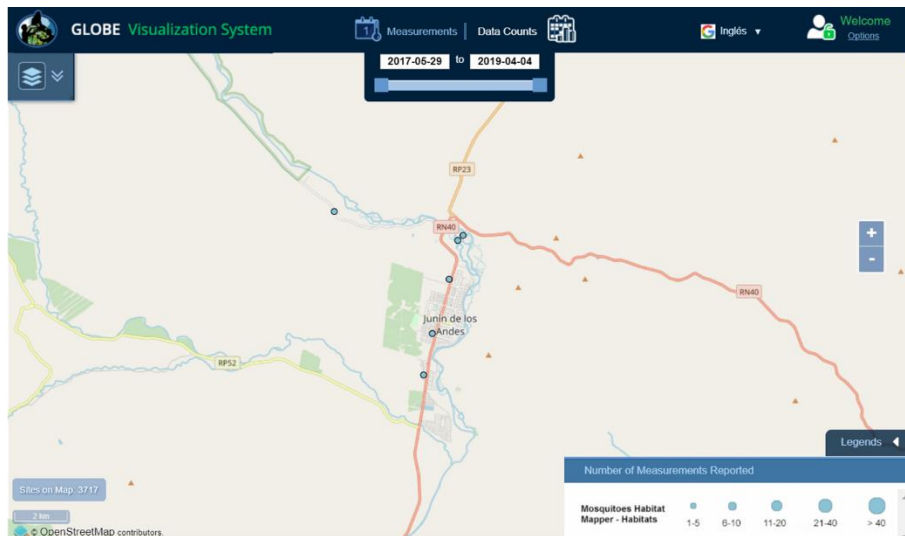 GLOBE Visualization System
1 Measurements
Data Counts
G Inglés ▼
Welcome
Options
2017-05-29 to 2019-04-04
RP23
RN40
RN40
Junín de los
Andes
RP52
+
-
Legends
Sites on Map: 3717
2 km
© OpenStreetMap contributors.
Number of Measurements Reported
Mosquitoes Habitat
Mapper - Habitats
1-5 6-10 11-20 21-40 > 40